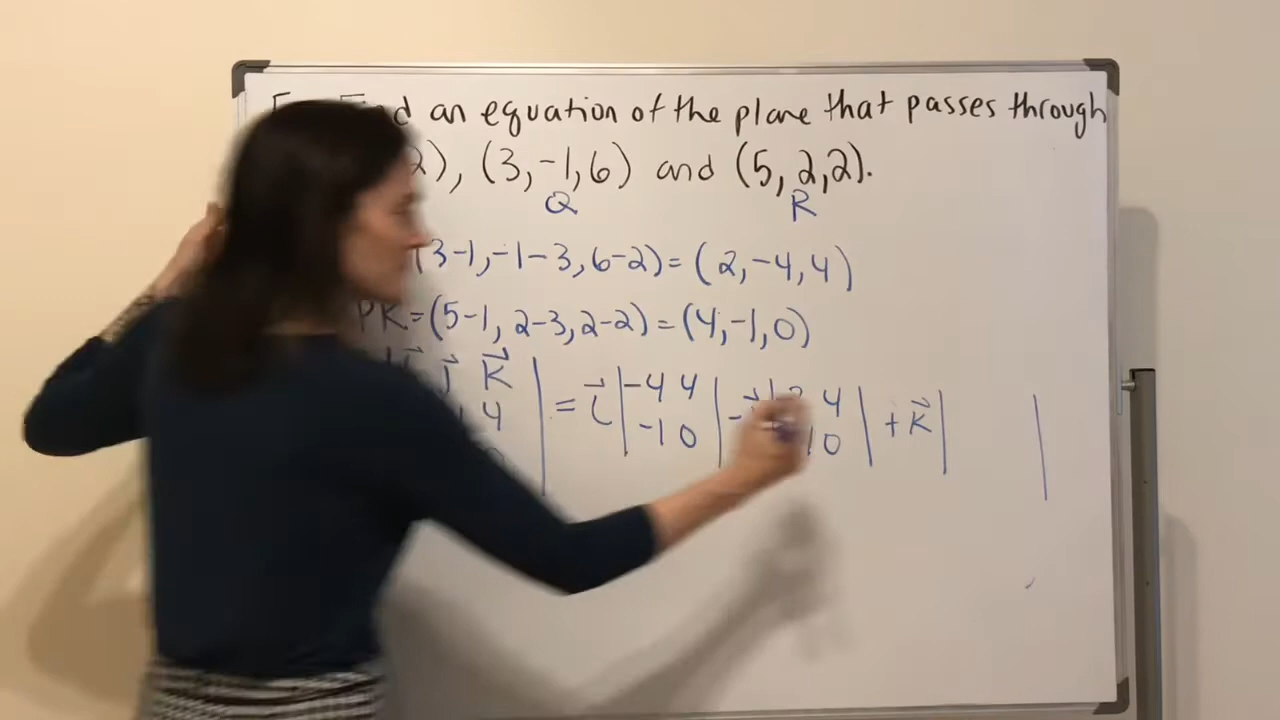 an equation of the plane that passes through
2), (3,-1,6) and (5,2,2).
Q R
(3-1,-1-3,6-2)=(2,-4,4)
PR=(5-1, 2-3,2-2)=(4,-1,0)
j k | = i |-4 4| -j | 2 4| +k | |
4 -1 0 10
0